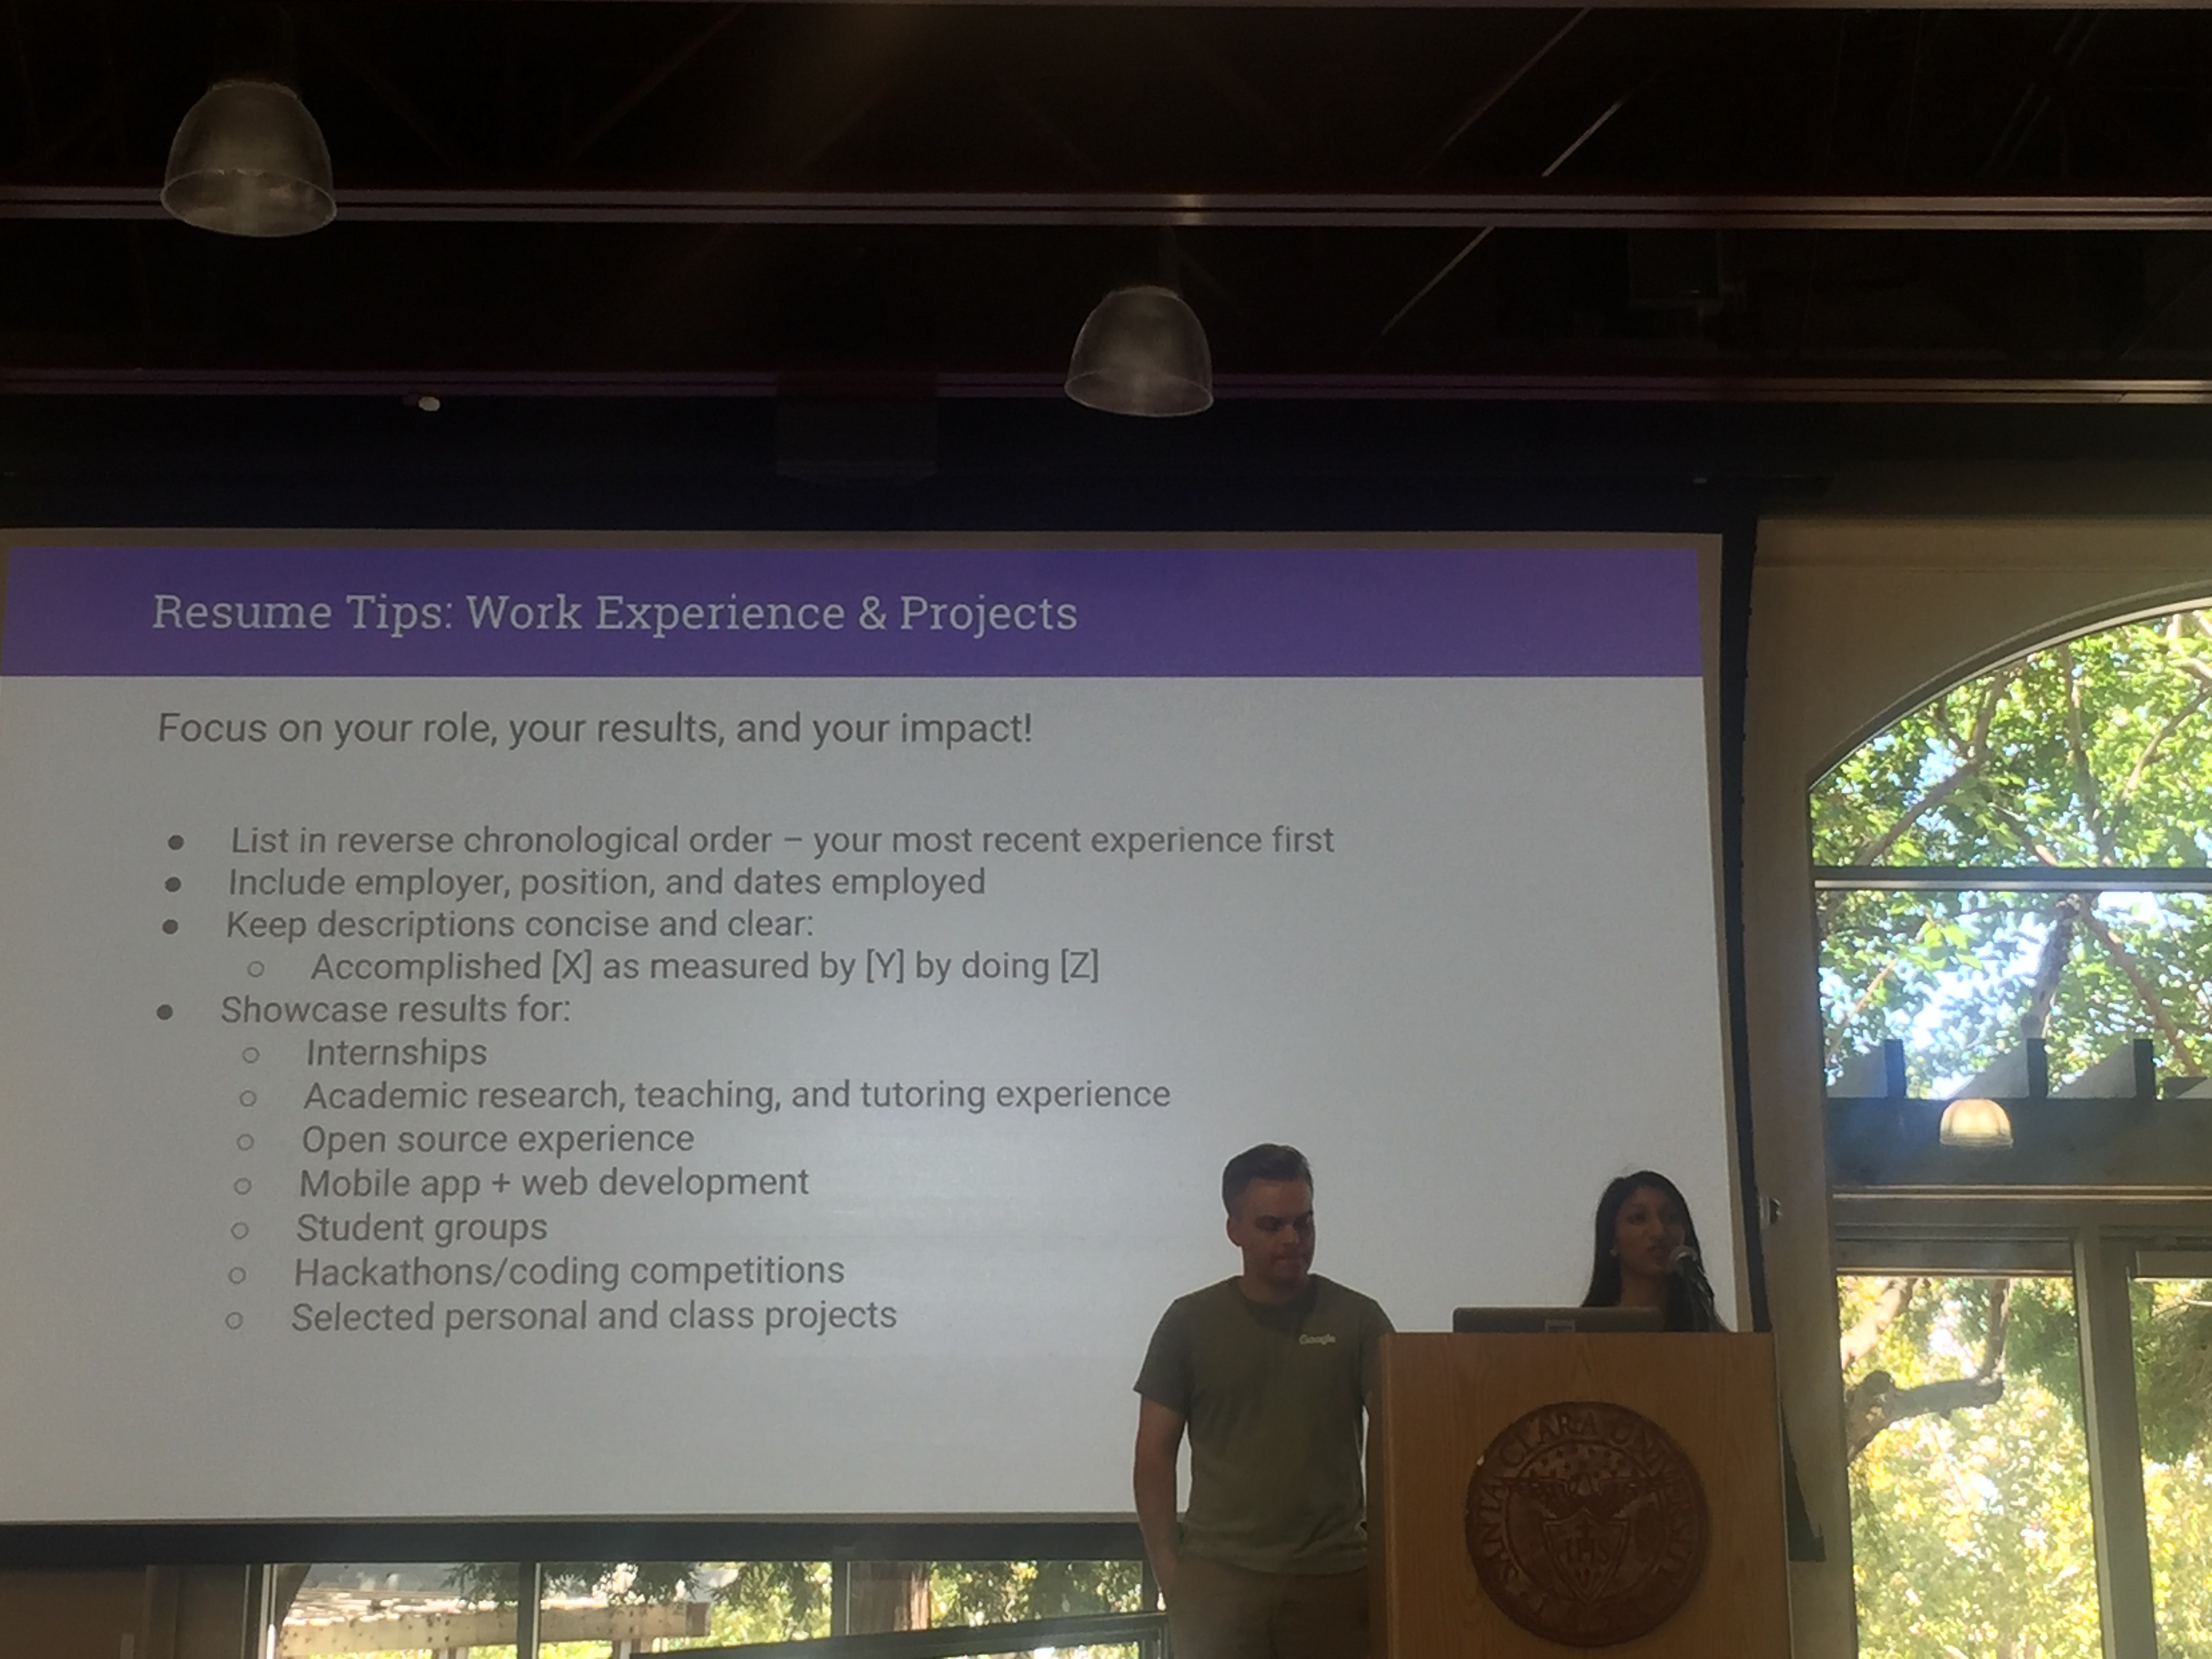 Resume Tips: Work Experience & Projects
Focus on your role, your results, and your impact!
● List in reverse chronological order – your most recent experience first
● Include employer, position, and dates employed
● Keep descriptions concise and clear:
○ Accomplished [X] as measured by [Y] by doing [Z]
● Showcase results for:
○ Internships
○ Academic research, teaching, and tutoring experience
○ Open source experience
○ Mobile app + web development
○ Student groups
○ Hackathons/coding competitions
○ Selected personal and class projects
Google
SANTA CLARA UNIVERSITY
IHS